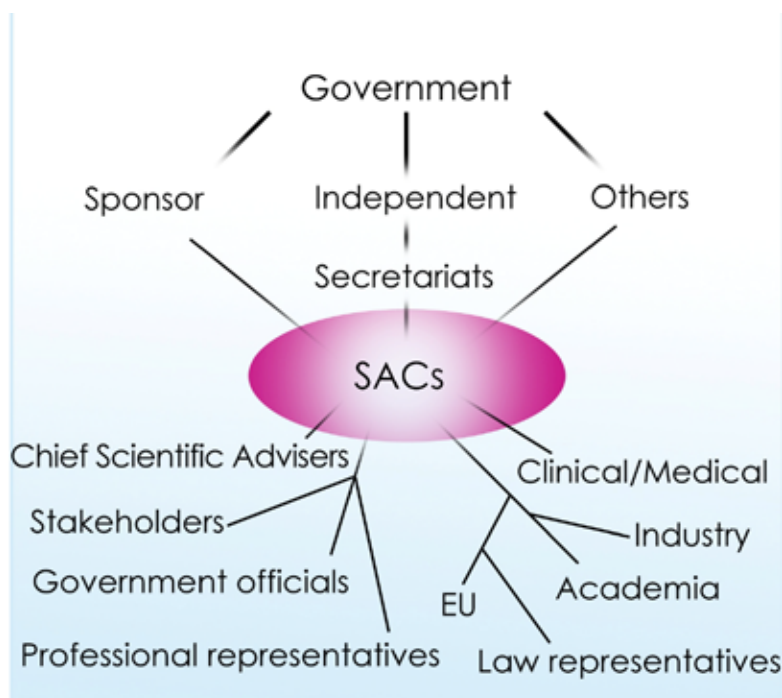 Government
Sponsor
Independent
Others
Secretariats
SACs
Chief Scientific Advisers
Clinical/Medical
Stakeholders
Industry
Government officials
Academia
EU
Professional representatives
Law representatives